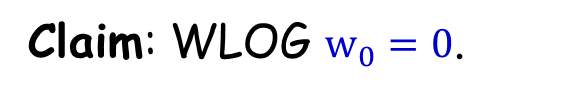 Claim: WLOG w₀ = 0.